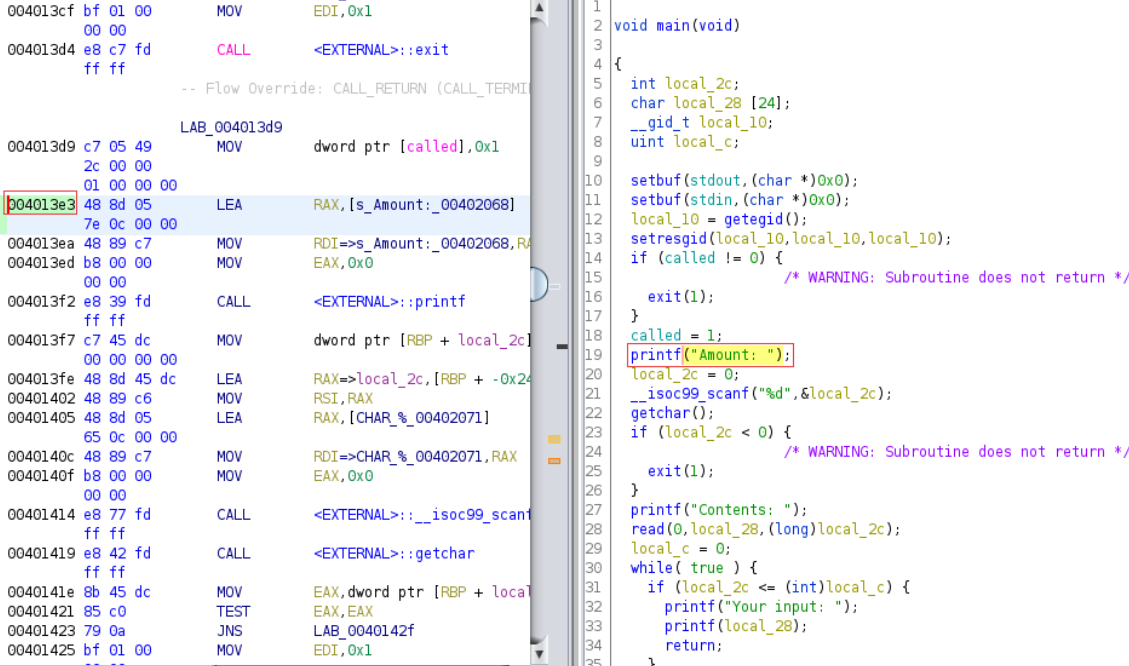 004013cf bf 01 00 MOV EDI,0x1
00 00
004013d4 e8 c7 fd CALL <EXTERNAL>::exit
ff ff
-- Flow Override: CALL_RETURN (CALL_TERMI
LAB_004013d9
004013d9 c7 05 49 MOV dword ptr [called],0x1
2c 00 00
01 00 00 00
004013e3 48 8d 05 LEA RAX,[s_Amount:_00402068]
7e 0c 00 00
004013ea 48 89 c7 MOV RDI=>s_Amount:_00402068,RA
004013ed b8 00 00 MOV EAX,0x0
00 00
004013f2 e8 39 fd CALL <EXTERNAL>::printf
ff ff
004013f7 c7 45 dc MOV dword ptr [RBP + local_2c]
00 00 00 00
004013fe 48 8d 45 dc LEA RAX=>local_2c,[RBP + -0x24
00401402 48 89 c6 MOV RSI,RAX
00401405 48 8d 05 LEA RAX,[CHAR_%_00402071]
65 0c 00 00
0040140c 48 89 c7 MOV RDI=>CHAR_%_00402071,RAX
0040140f b8 00 00 MOV EAX,0x0
00 00
00401414 e8 77 fd CALL <EXTERNAL>::__isoc99_scanf
ff ff
00401419 e8 42 fd CALL <EXTERNAL>::getchar
ff ff
0040141e 8b 45 dc MOV EAX,dword ptr [RBP + local
00401421 85 c0 TEST EAX,EAX
00401423 79 0a JNS LAB_0040142f
00401425 bf 01 00 MOV EDI,0x1
1
2 void main(void)
3
4 {
5 int local_2c;
6 char local_28 [24];
7 __gid_t local_10;
8 uint local_c;
9
10 setbuf(stdout,(char *)0x0);
11 setbuf(stdin,(char *)0x0);
12 local_10 = getegid();
13 setresgid(local_10,local_10,local_10);
14 if (called != 0) {
15 /* WARNING: Subroutine does not return */
16 exit(1);
17 }
18 called = 1;
19 printf("Amount: ");
20 local_2c = 0;
21 __isoc99_scanf("%d",&local_2c);
22 getchar();
23 if (local_2c < 0) {
24 /* WARNING: Subroutine does not return */
25 exit(1);
26 }
27 printf("Contents: ");
28 read(0,local_28,(long)local_2c);
29 local_c = 0;
30 while( true ) {
31 if (local_2c <= (int)local_c) {
32 printf("Your input: ");
33 printf(local_28);
34 return;
35 }